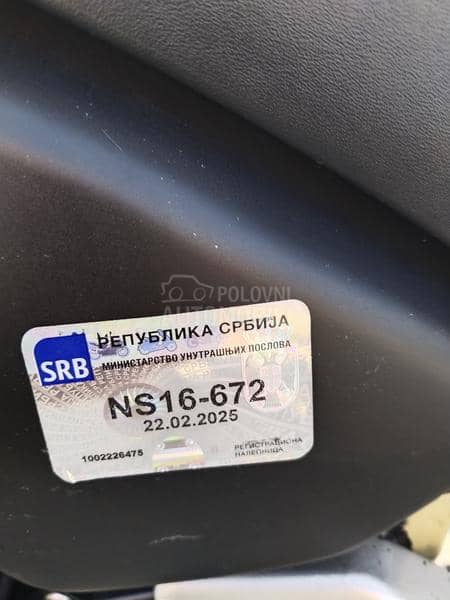 POLOVNI
AUTOMOBILI
РЕПУБЛИКА СРБИЈА
МИНИСТАРСТВО УНУТРАШЊИХ ПОСЛОВА
SRB
NS16-672
22.02.2025
1002226475
РЕГИСТРАЦИОНА
НАЛЕПНИЦА